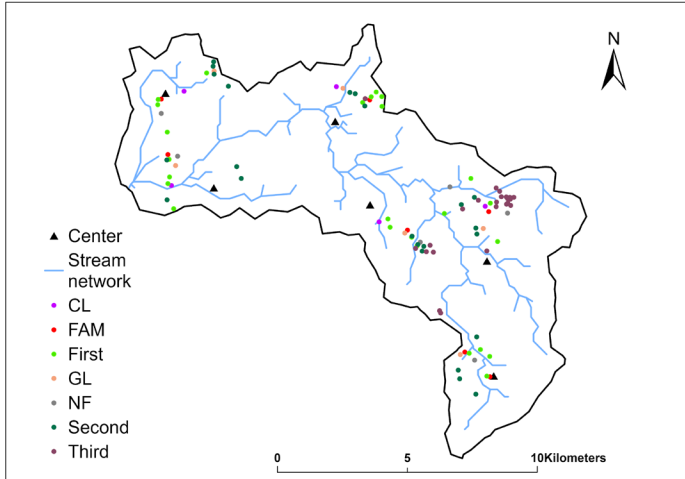 N
Center
Stream
network
CL
FAM
First
GL
NF
Second
Third
0 5 10Kilometers